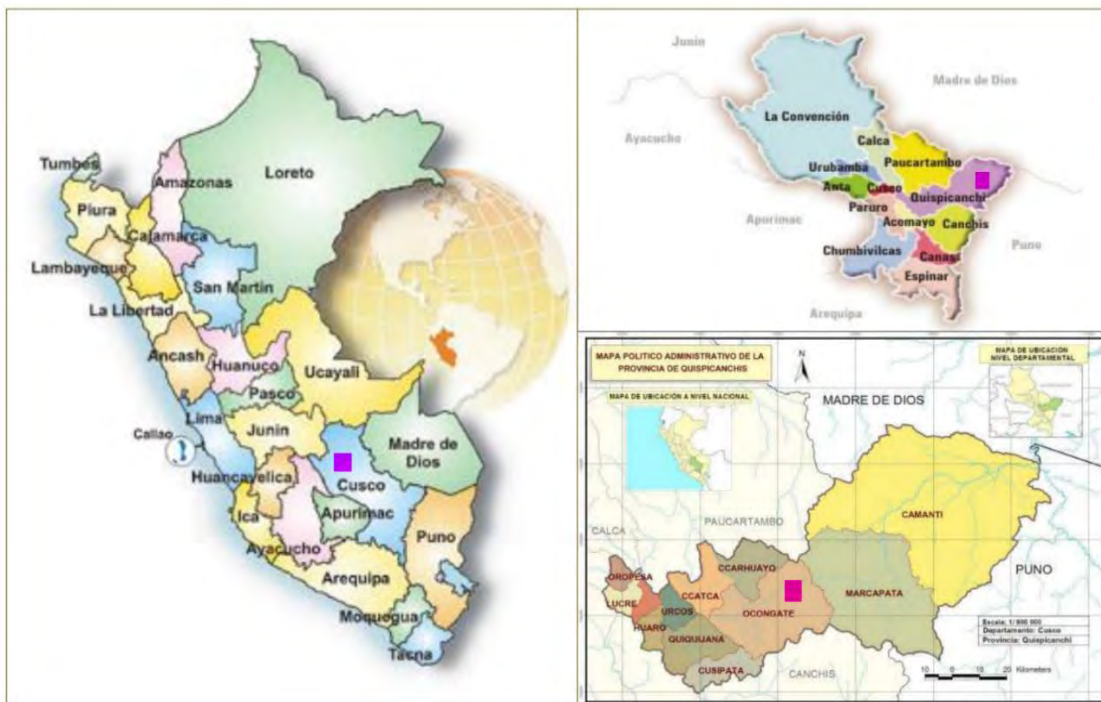 Tumbes
Loreto
Amazonas
Piura
Cajamarca
Lambayeque
San Martin
La Libertad
Ancash
Huanuco
Ucayali
Pasco
Lima
Callao
Junin
Madre de
Dios
Huancavelica
Cusco
Ica
Apurimac
Ayacucho
Puno
Arequipa
Moquegua
Tacna
Junín
Madre de Dios
La Convención
Ayacucho
Calca
Paucartambo
Urubamba
Anta
Cusco
Quispicanchi
Paruro
Apurimac
Acomayo
Canchis
Puno
Chumbivilcas
Canas
Espinar
Arequipa
MAPA POLITICO ADMINISTRATIVO DE LA
PROVINCIA DE QUISPICANCHIS
N
MAPA DE UBICACIÓN
NIVEL DEPARTAMENTAL
MAPA DE UBICACIÓN A NIVEL NACIONAL
MADRE DE DIOS
CAMANTI
PAUCARTAMBO
CALCA
CCARHUAYO
PUNO
OROPESA
CCATCA
MARCAPATA
LUCRE
URCOS
OCONGATE
HUARO
QUIQUIJANA
CUSIPATA
CANCHIS
Escala: 1/ 800 000
Departamento: Cusco
Provincia: Quispicanchi
10 0 10 20 Kilometers